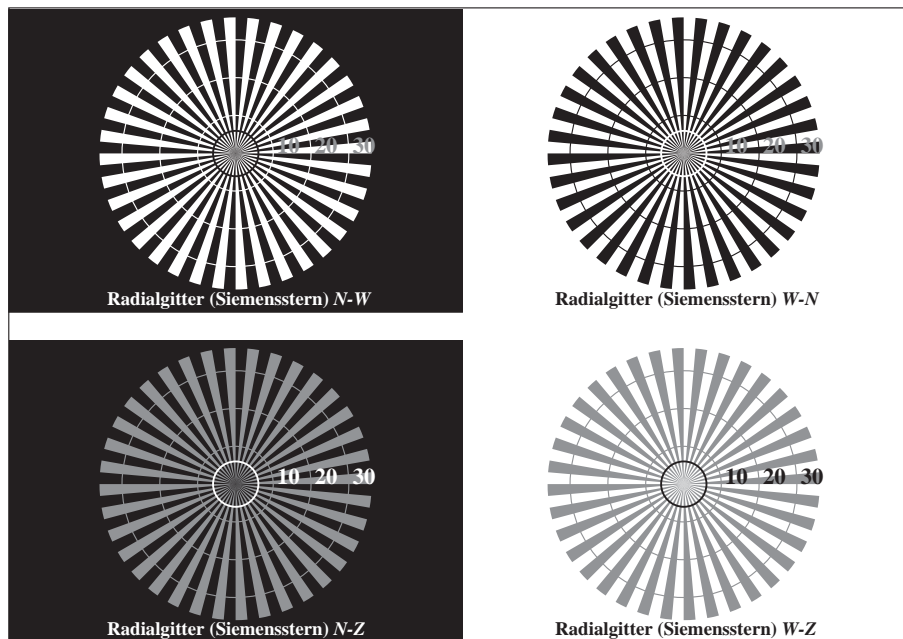 10 20 30
Radialgitter (Siemensstern) N-W
10 20 30
Radialgitter (Siemensstern) W-N
10 20 30
Radialgitter (Siemensstern) N-Z
10 20 30
Radialgitter (Siemensstern) W-Z